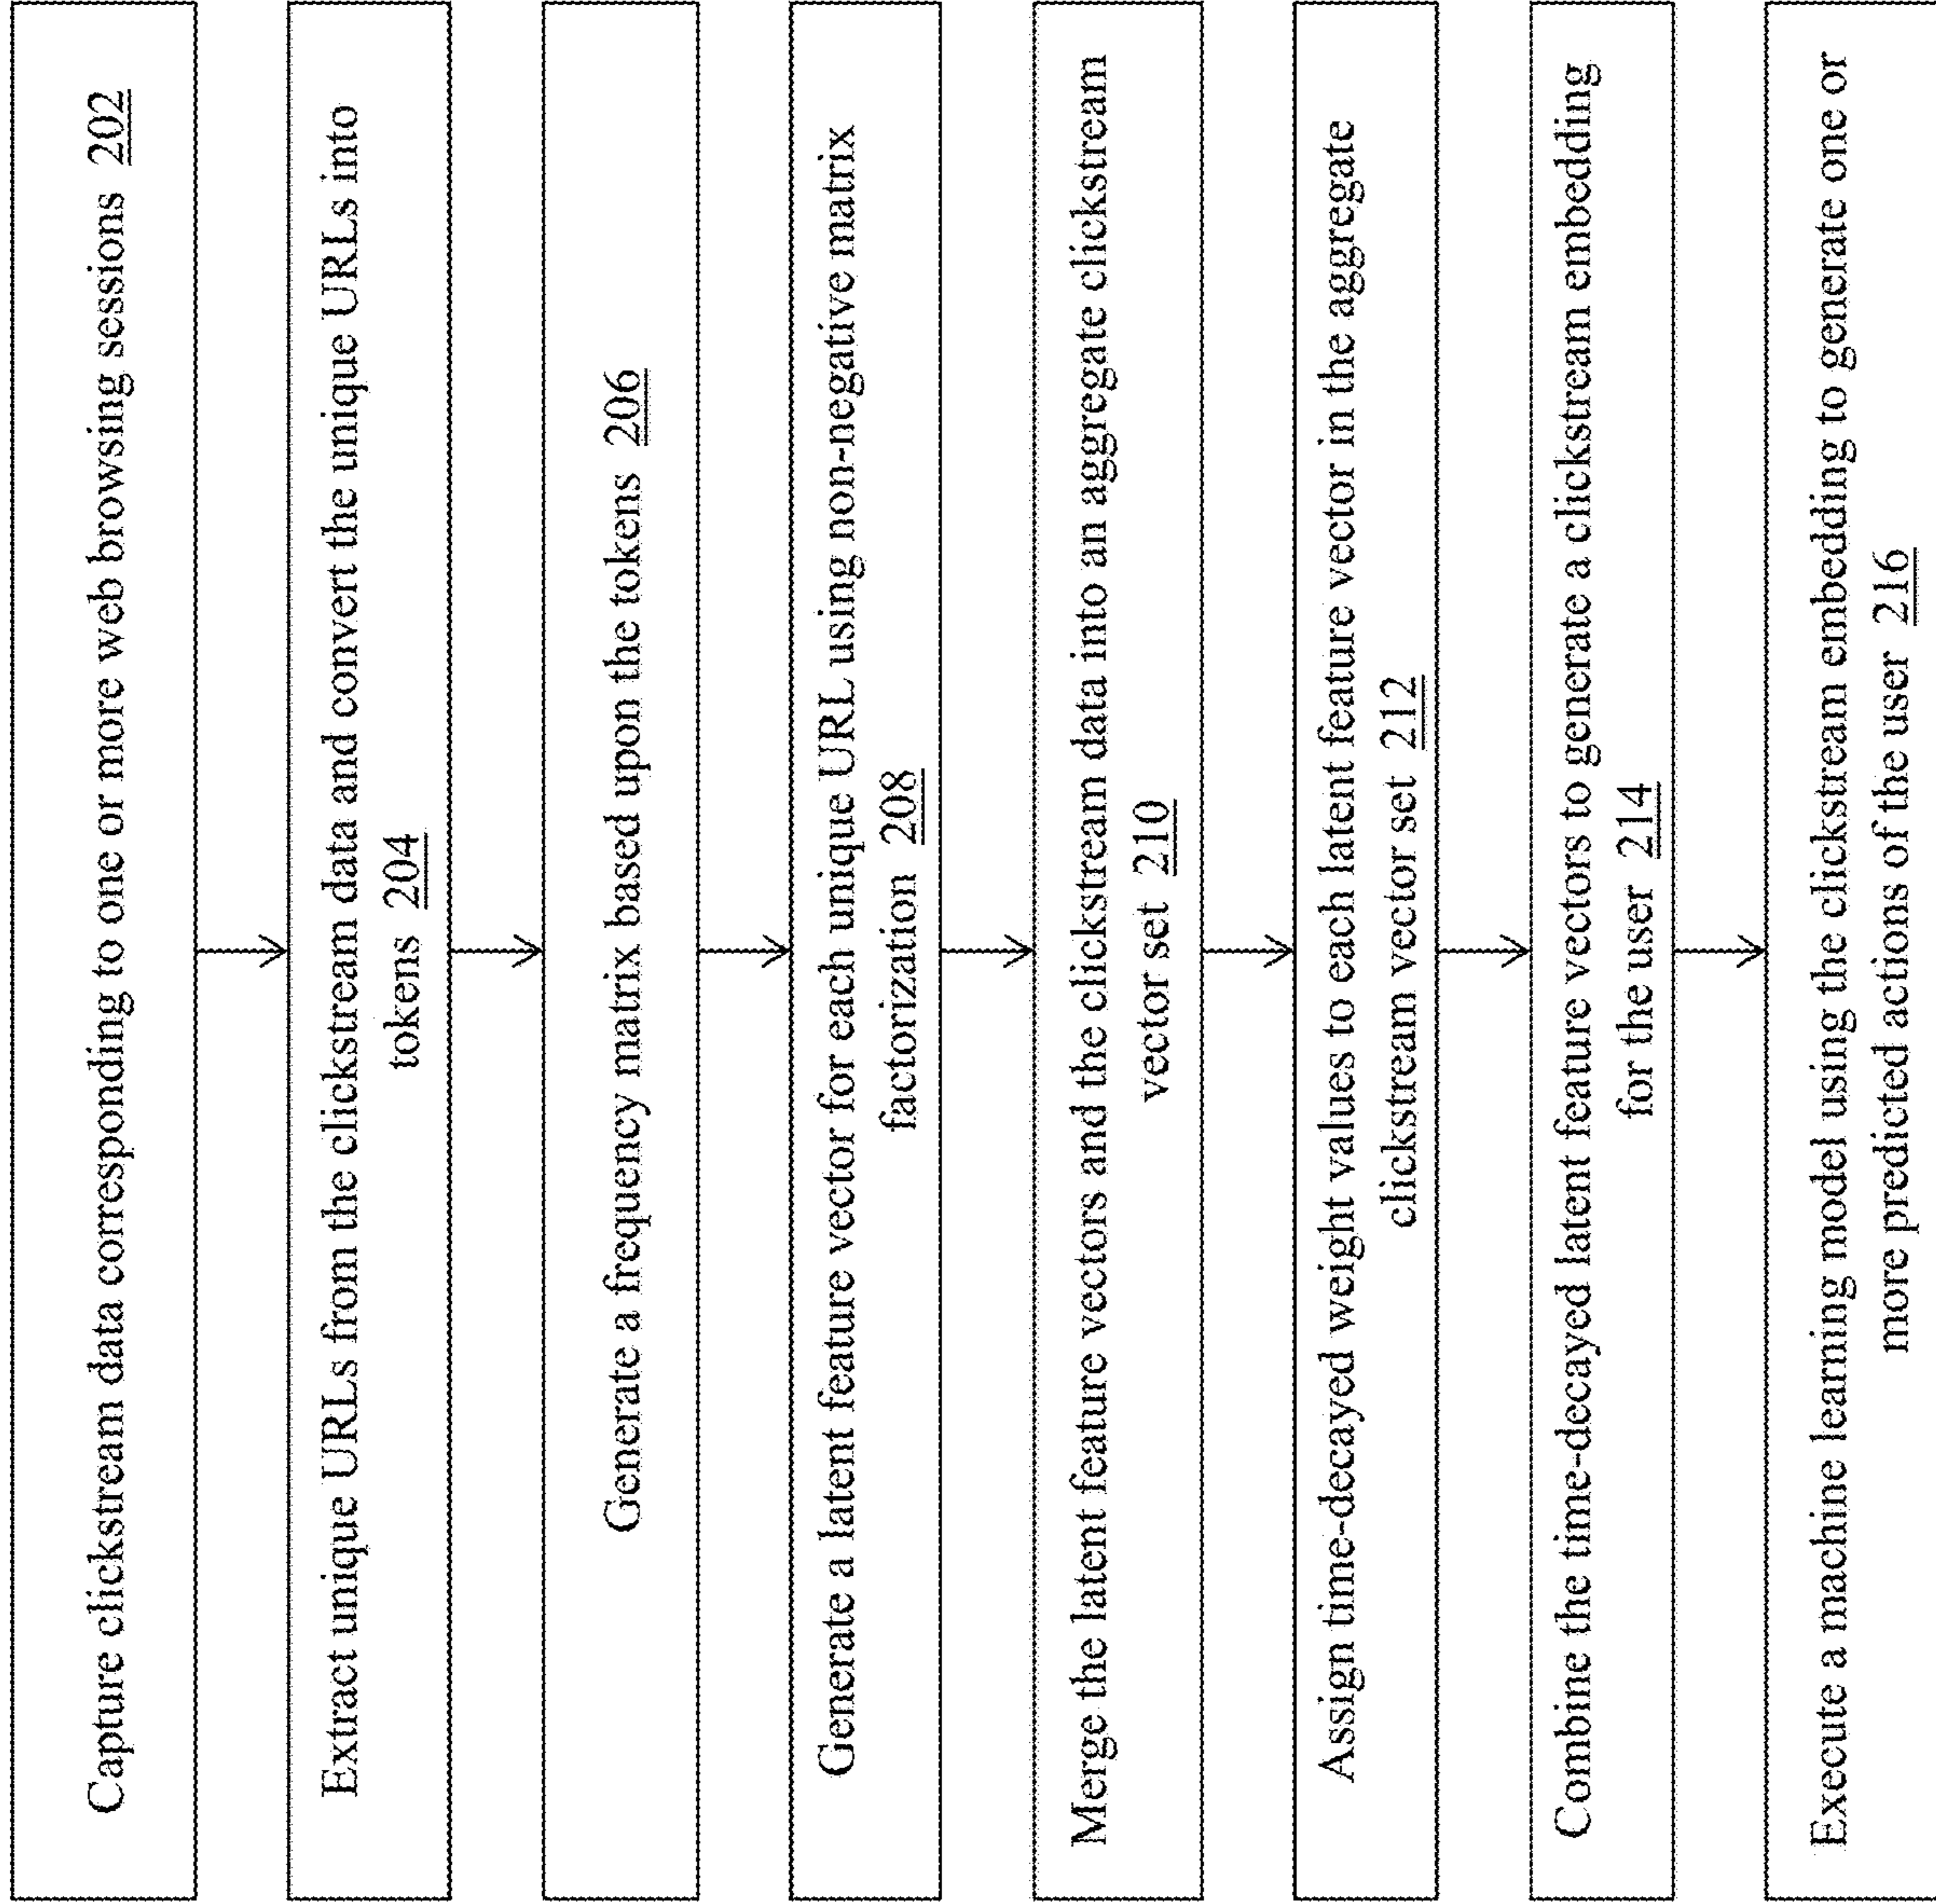 Capture clickstream data corresponding to one or more web browsing sessions 202
Extract unique URLs from the clickstream data and convert the unique URLs into
tokens 204
Generate a frequency matrix based upon the tokens 206
Generate a latent feature vector for each unique URL using non-negative matrix
factorization 208
Merge the latent feature vectors and the clickstream data into an aggregate clickstream
vector set 210
Assign time-decayed weight values to each latent feature vector in the aggregate
clickstream vector set 212
Combine the time-decayed latent feature vectors to generate a clickstream embedding
for the user 214
Execute a machine learning model using the clickstream embedding to generate one or
more predicted actions of the user 216